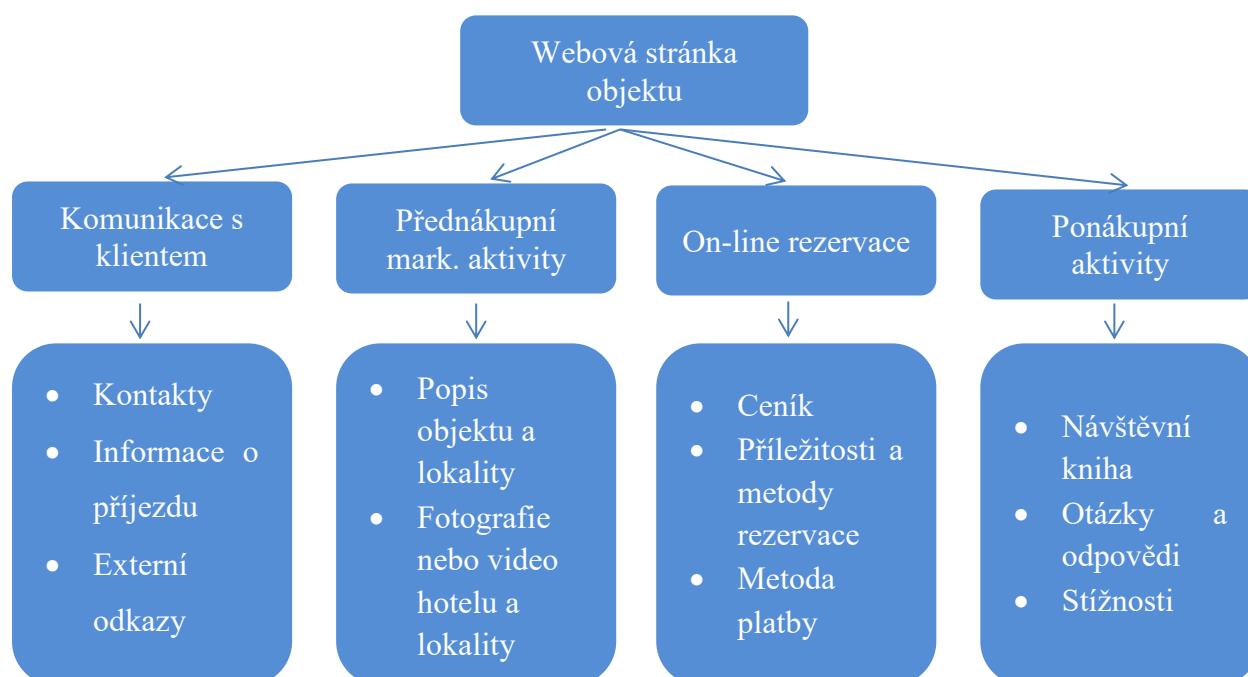 Webová stránka
objektu
Komunikace s
klientem
Přednákupní
mark. aktivity
On-line rezervace
Ponákupní
aktivity
• Kontakty
• Informace o
příjezdu
• Externí
odkazy
• Popis
objektu a
lokality
• Fotografie
nebo video
hotelu a
lokality
• Ceník
• Příležitosti a
metody
rezervace
• Metoda
platby
• Návštěvní
kniha
• Otázky a
odpovědi
• Stížnosti